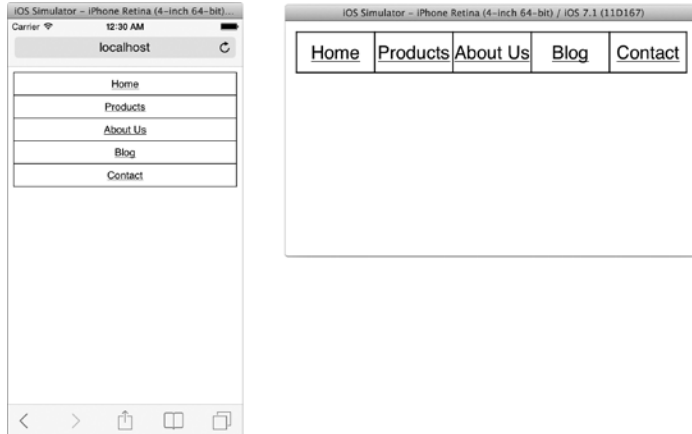 iOS Simulator – iPhone Retina (4-inch 64-bit)...
Carrier 12:30 AM
localhost
Home
Products
About Us
Blog
Contact
iOS Simulator – iPhone Retina (4-inch 64-bit) / iOS 7.1 (11D167)
Home Products About Us Blog Contact